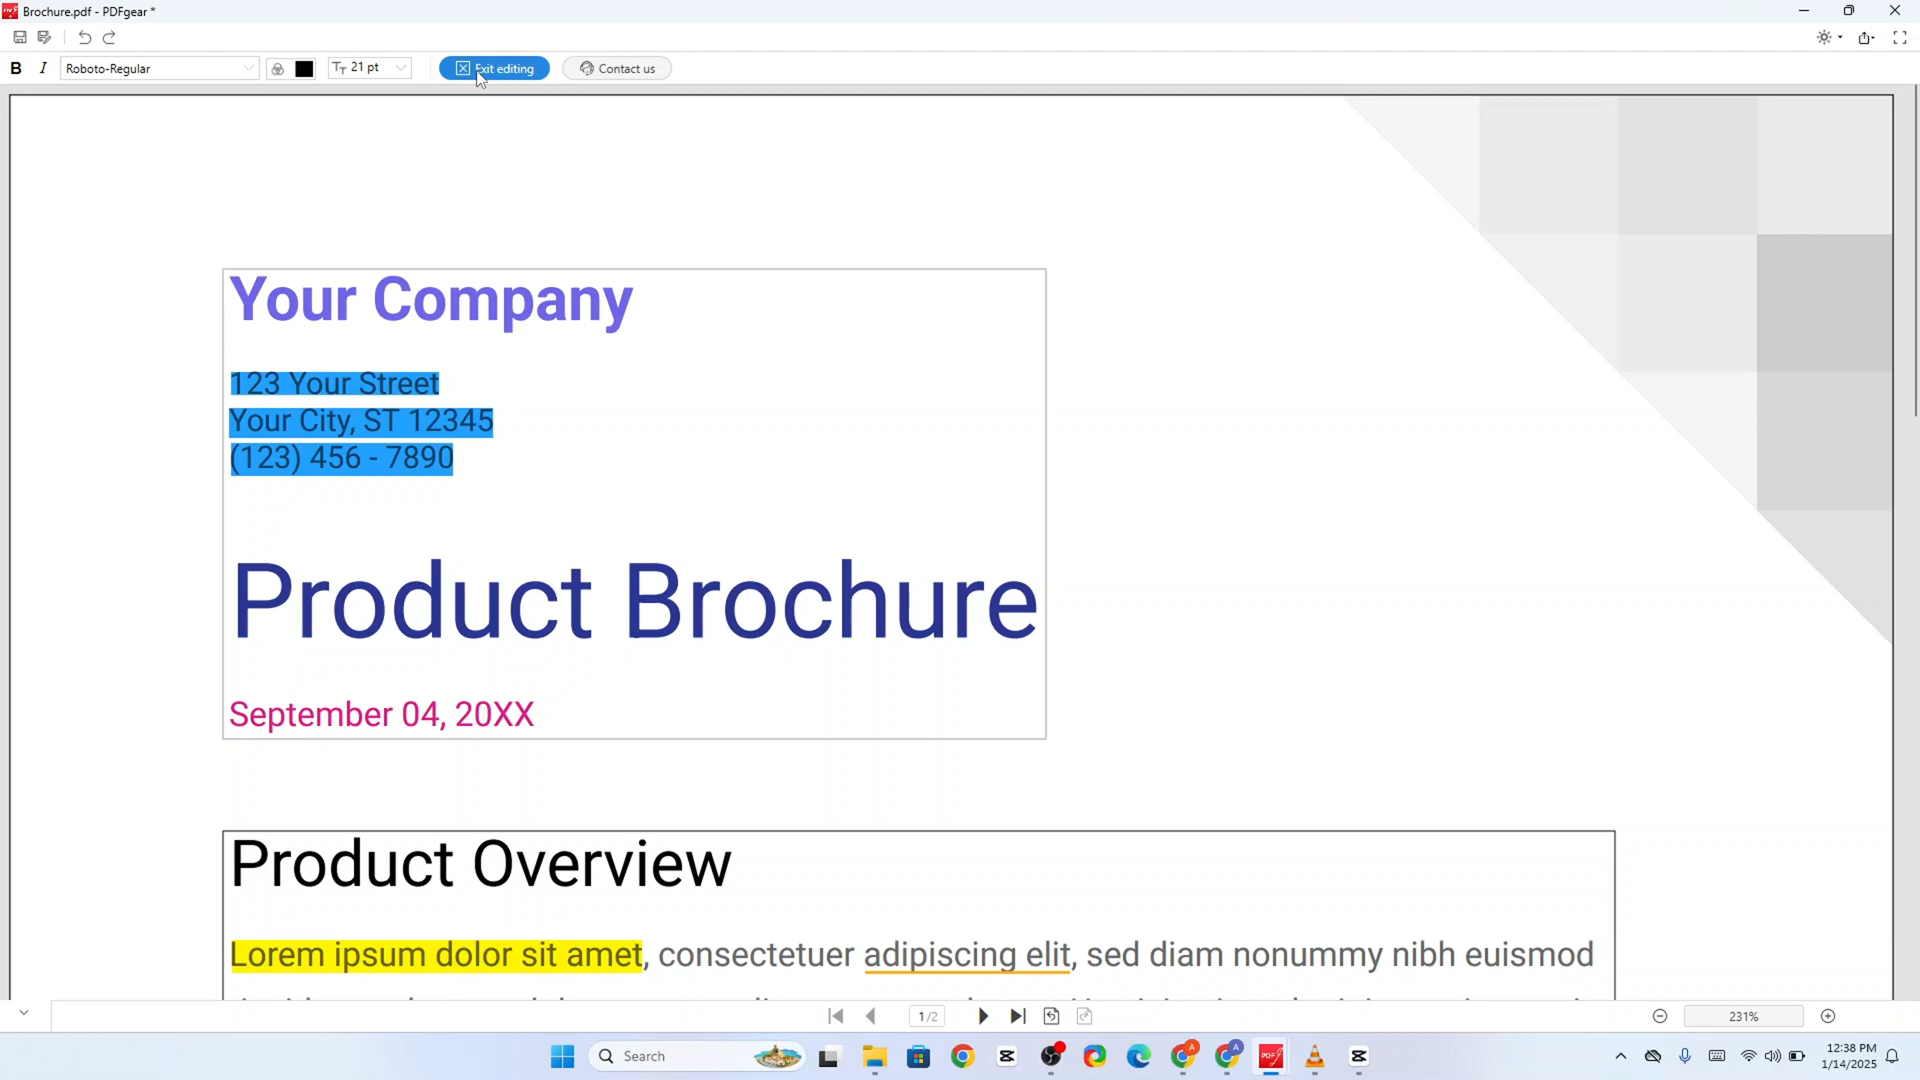 Brochure.pdf - PDFgear *
B I Roboto-Regular 21 pt Exit editing Contact us
Your Company
123 Your Street
Your City, ST 12345
(123) 456 - 7890
Product Brochure
September 04, 20XX
Product Overview
Lorem ipsum dolor sit amet, consectetuer adipiscing elit, sed diam nonummy nibh euismod
1/2
231%
Search
12:38 PM
1/14/2025